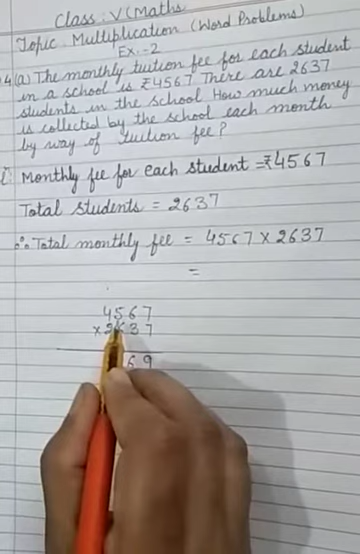 Class: V (Maths
Topic: Multiplication (Word Problems)
Ex.-2
4(a) The monthly tuition fee for each student
in a school is ₹4567 There are 2637
students in the school How much money
is collected by the school each month
by way of tuition fee?
Monthly fee for each student =₹4567
Total students = 2637
∴ Total monthly fee = 4567 × 2637
=
4567
×2637
69